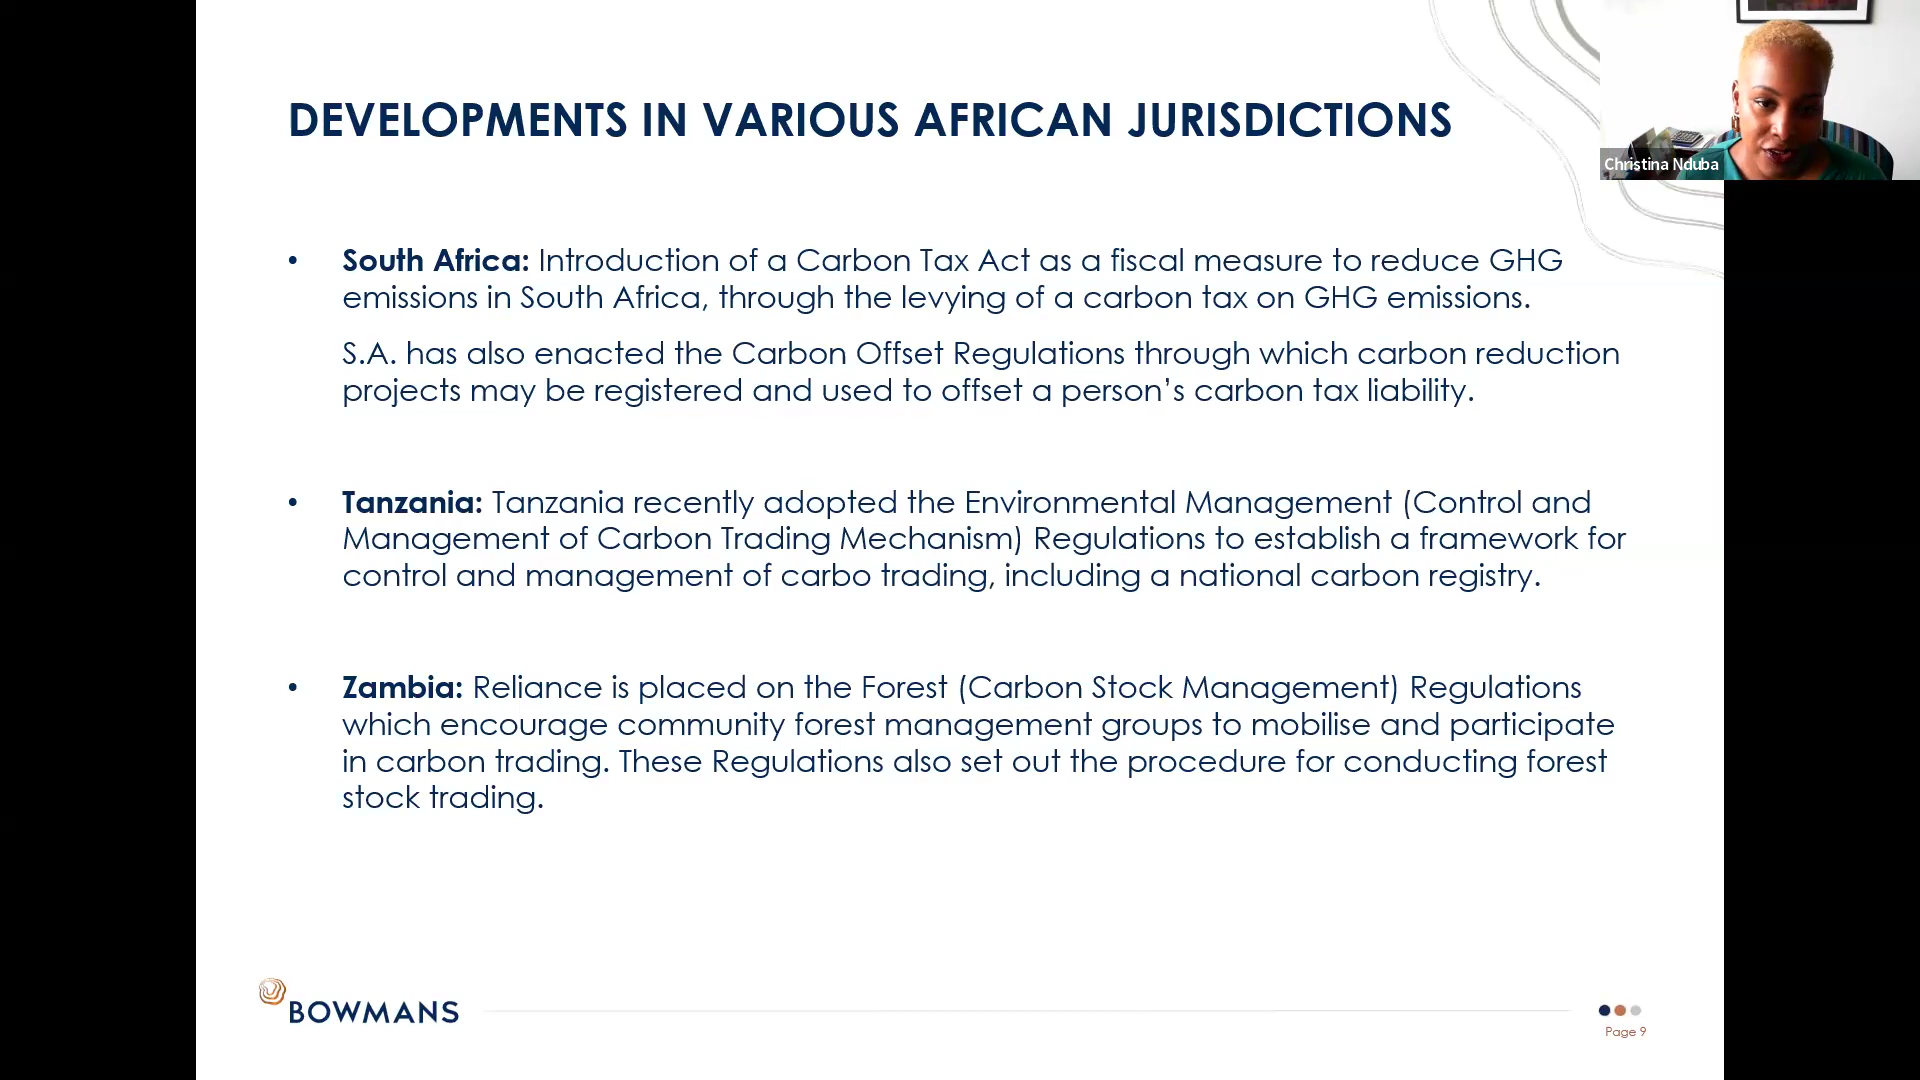 DEVELOPMENTS IN VARIOUS AFRICAN JURISDICTIONS
Christina Nduba
• South Africa: Introduction of a Carbon Tax Act as a fiscal measure to reduce GHG
emissions in South Africa, through the levying of a carbon tax on GHG emissions.
S.A. has also enacted the Carbon Offset Regulations through which carbon reduction
projects may be registered and used to offset a person’s carbon tax liability.
• Tanzania: Tanzania recently adopted the Environmental Management (Control and
Management of Carbon Trading Mechanism) Regulations to establish a framework for
control and management of carbo trading, including a national carbon registry.
• Zambia: Reliance is placed on the Forest (Carbon Stock Management) Regulations
which encourage community forest management groups to mobilise and participate
in carbon trading. These Regulations also set out the procedure for conducting forest
stock trading.
BOWMANS
Page 9